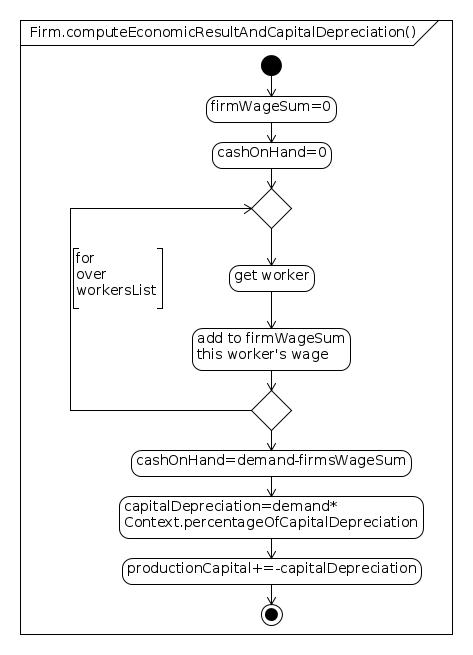 Firm.computeEconomicResultAndCapitalDepreciation()
firmWageSum=0
cashOnHand=0
for
over
workersList
get worker
add to firmWageSum
this worker's wage
cashOnHand=demand-firmsWageSum
capitalDepreciation=demand*
Context.percentageOfCapitalDepreciation
productionCapital+=-capitalDepreciation